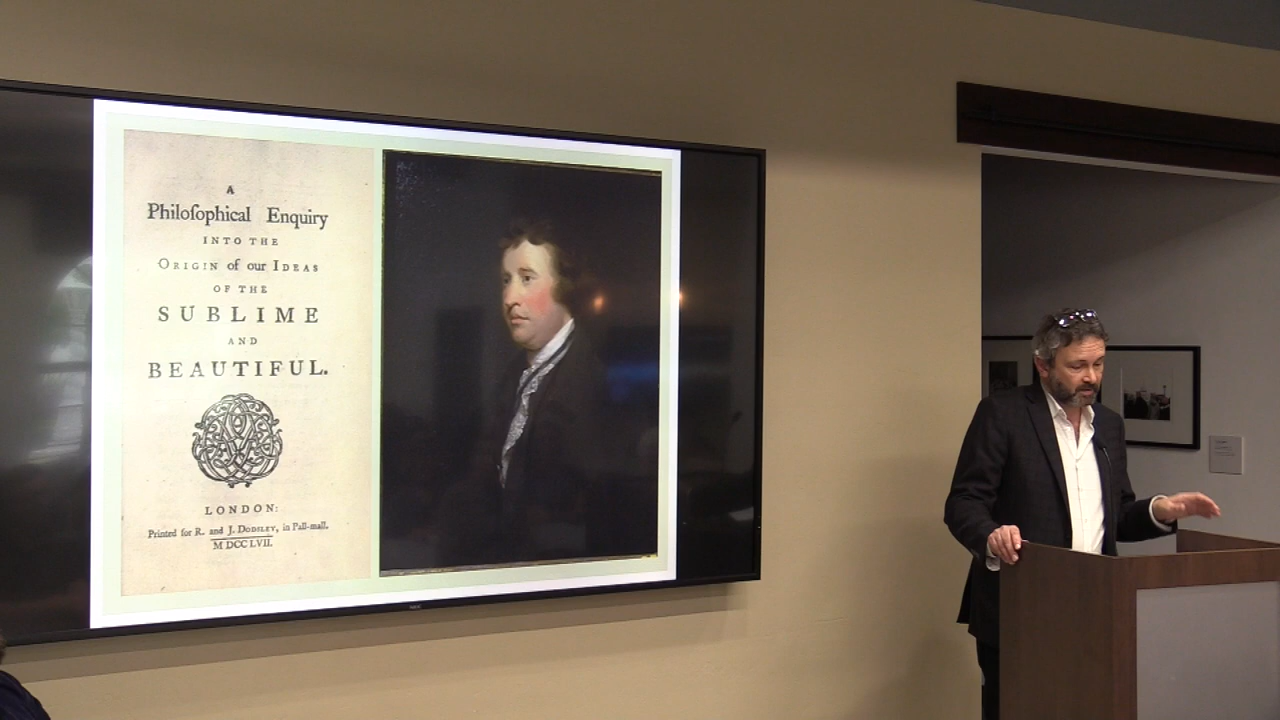 A
Philoſophical Enquiry
INTO THE
ORIGIN of our IDEAS
OF THE
SUBLIME
AND
BEAUTIFUL.
LONDON:
Printed for R. and J. DODSLEY, in Pall-mall.
M DCC LVII.
NEC